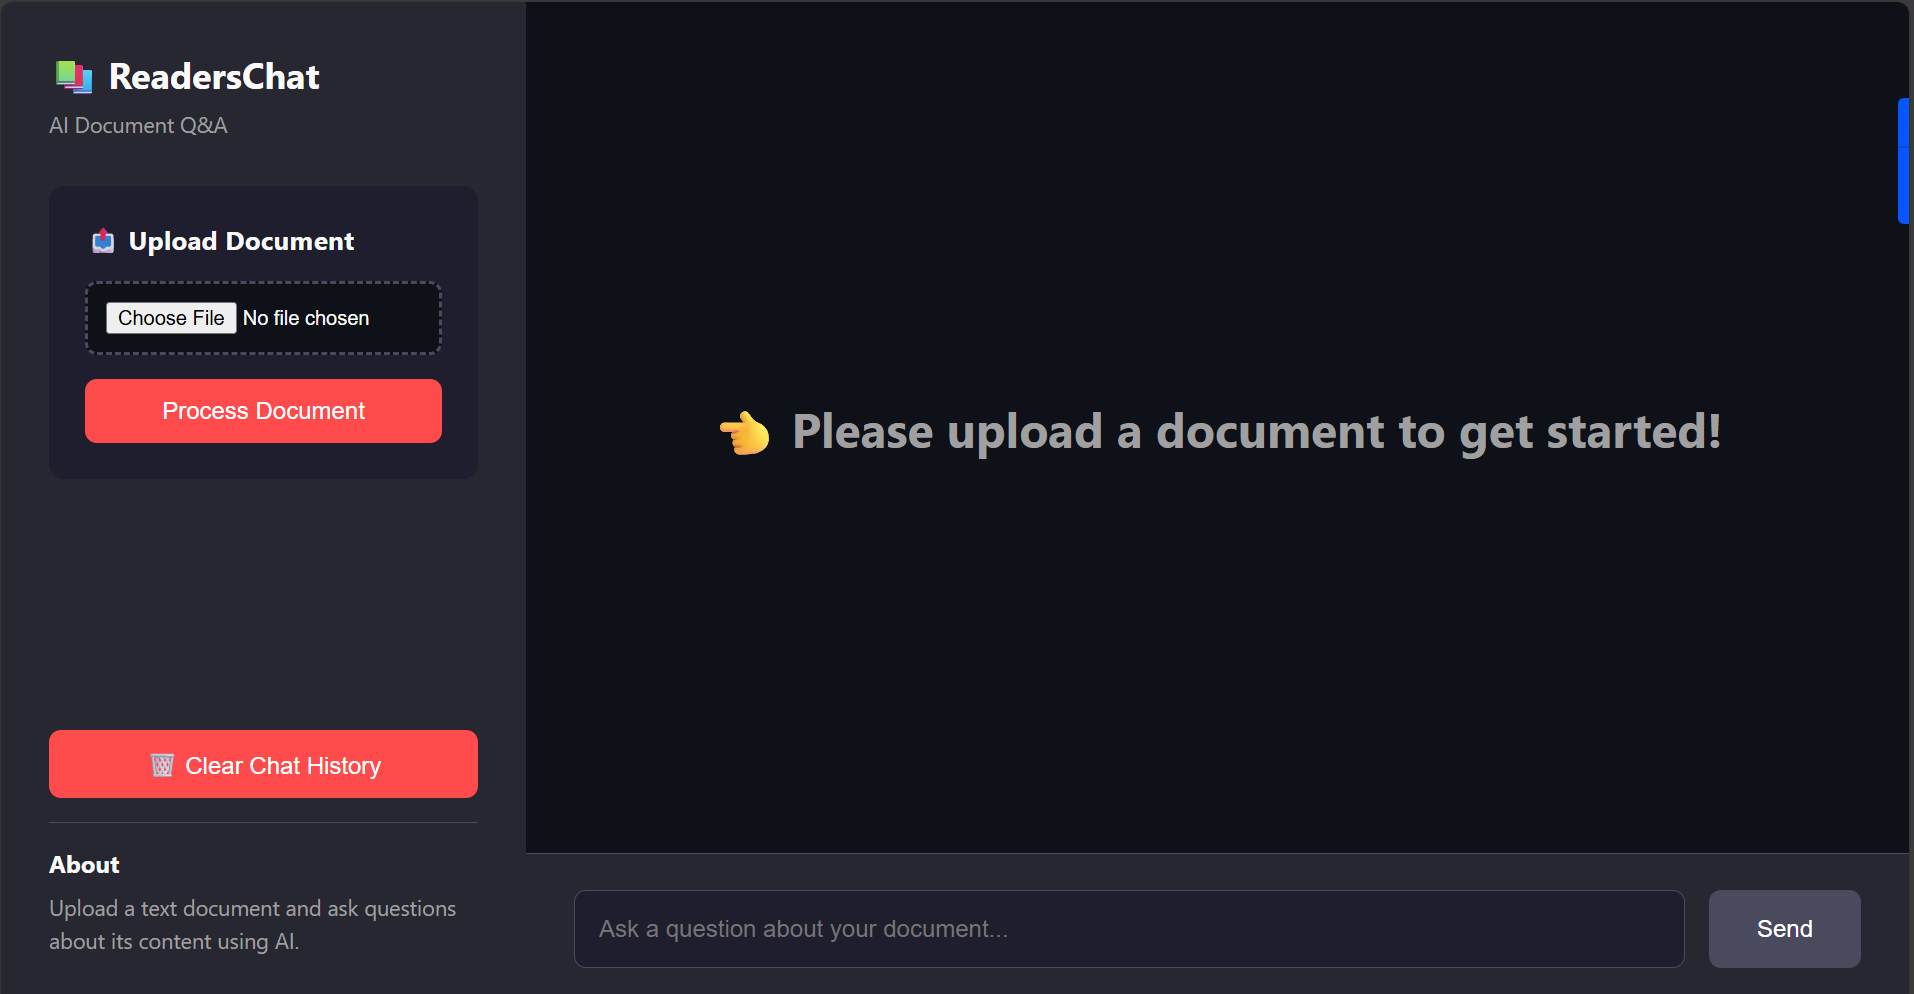 ReadersChat
AI Document Q&A
Upload Document
Choose File No file chosen
Process Document
Clear Chat History
About
Upload a text document and ask questions
about its content using AI.
Please upload a document to get started!
Ask a question about your document...
Send